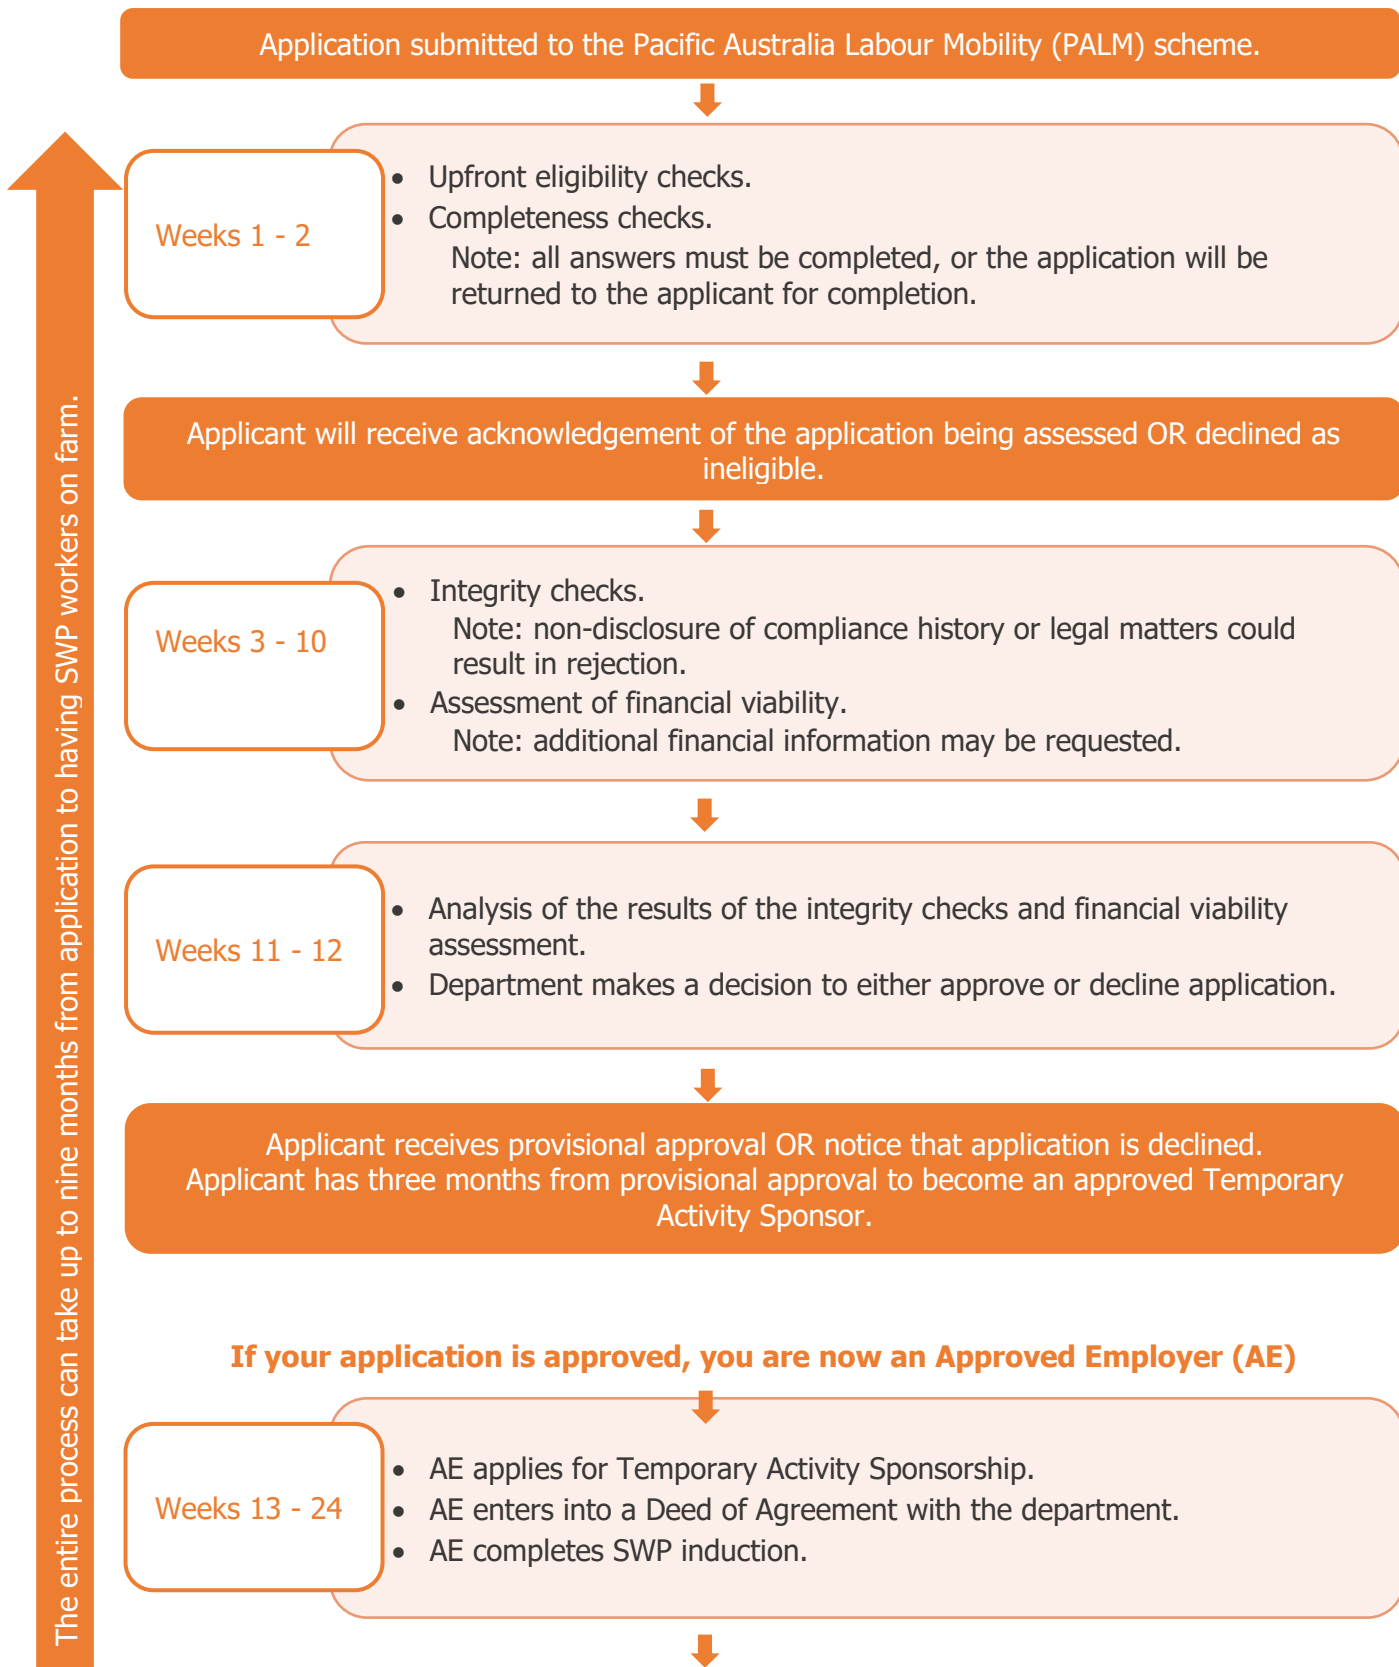 Application submitted to the Pacific Australia Labour Mobility (PALM) scheme.
The entire process can take up to nine months from application to having SWP workers on farm.
Weeks 1 - 2
• Upfront eligibility checks.
• Completeness checks.
Note: all answers must be completed, or the application will be
returned to the applicant for completion.
Applicant will receive acknowledgement of the application being assessed OR declined as
ineligible.
Weeks 3 - 10
• Integrity checks.
Note: non-disclosure of compliance history or legal matters could
result in rejection.
• Assessment of financial viability.
Note: additional financial information may be requested.
Weeks 11 - 12
• Analysis of the results of the integrity checks and financial viability
assessment.
• Department makes a decision to either approve or decline application.
Applicant receives provisional approval OR notice that application is declined.
Applicant has three months from provisional approval to become an approved Temporary
Activity Sponsor.
If your application is approved, you are now an Approved Employer (AE)
Weeks 13 - 24
• AE applies for Temporary Activity Sponsorship.
• AE enters into a Deed of Agreement with the department.
• AE completes SWP induction.